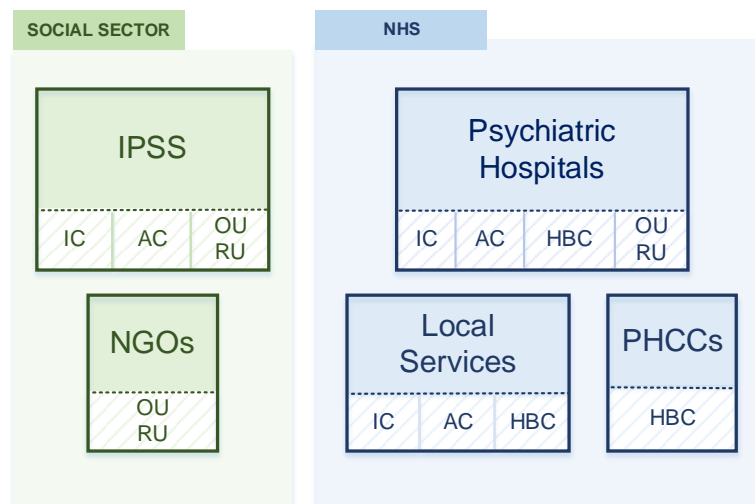 SOCIAL SECTOR
IPSS
IC AC OU
RU
NGOs
OU
RU
NHS
Psychiatric
Hospitals
IC AC HBC OU
RU
Local
Services
IC AC HBC
PHCCs
HBC